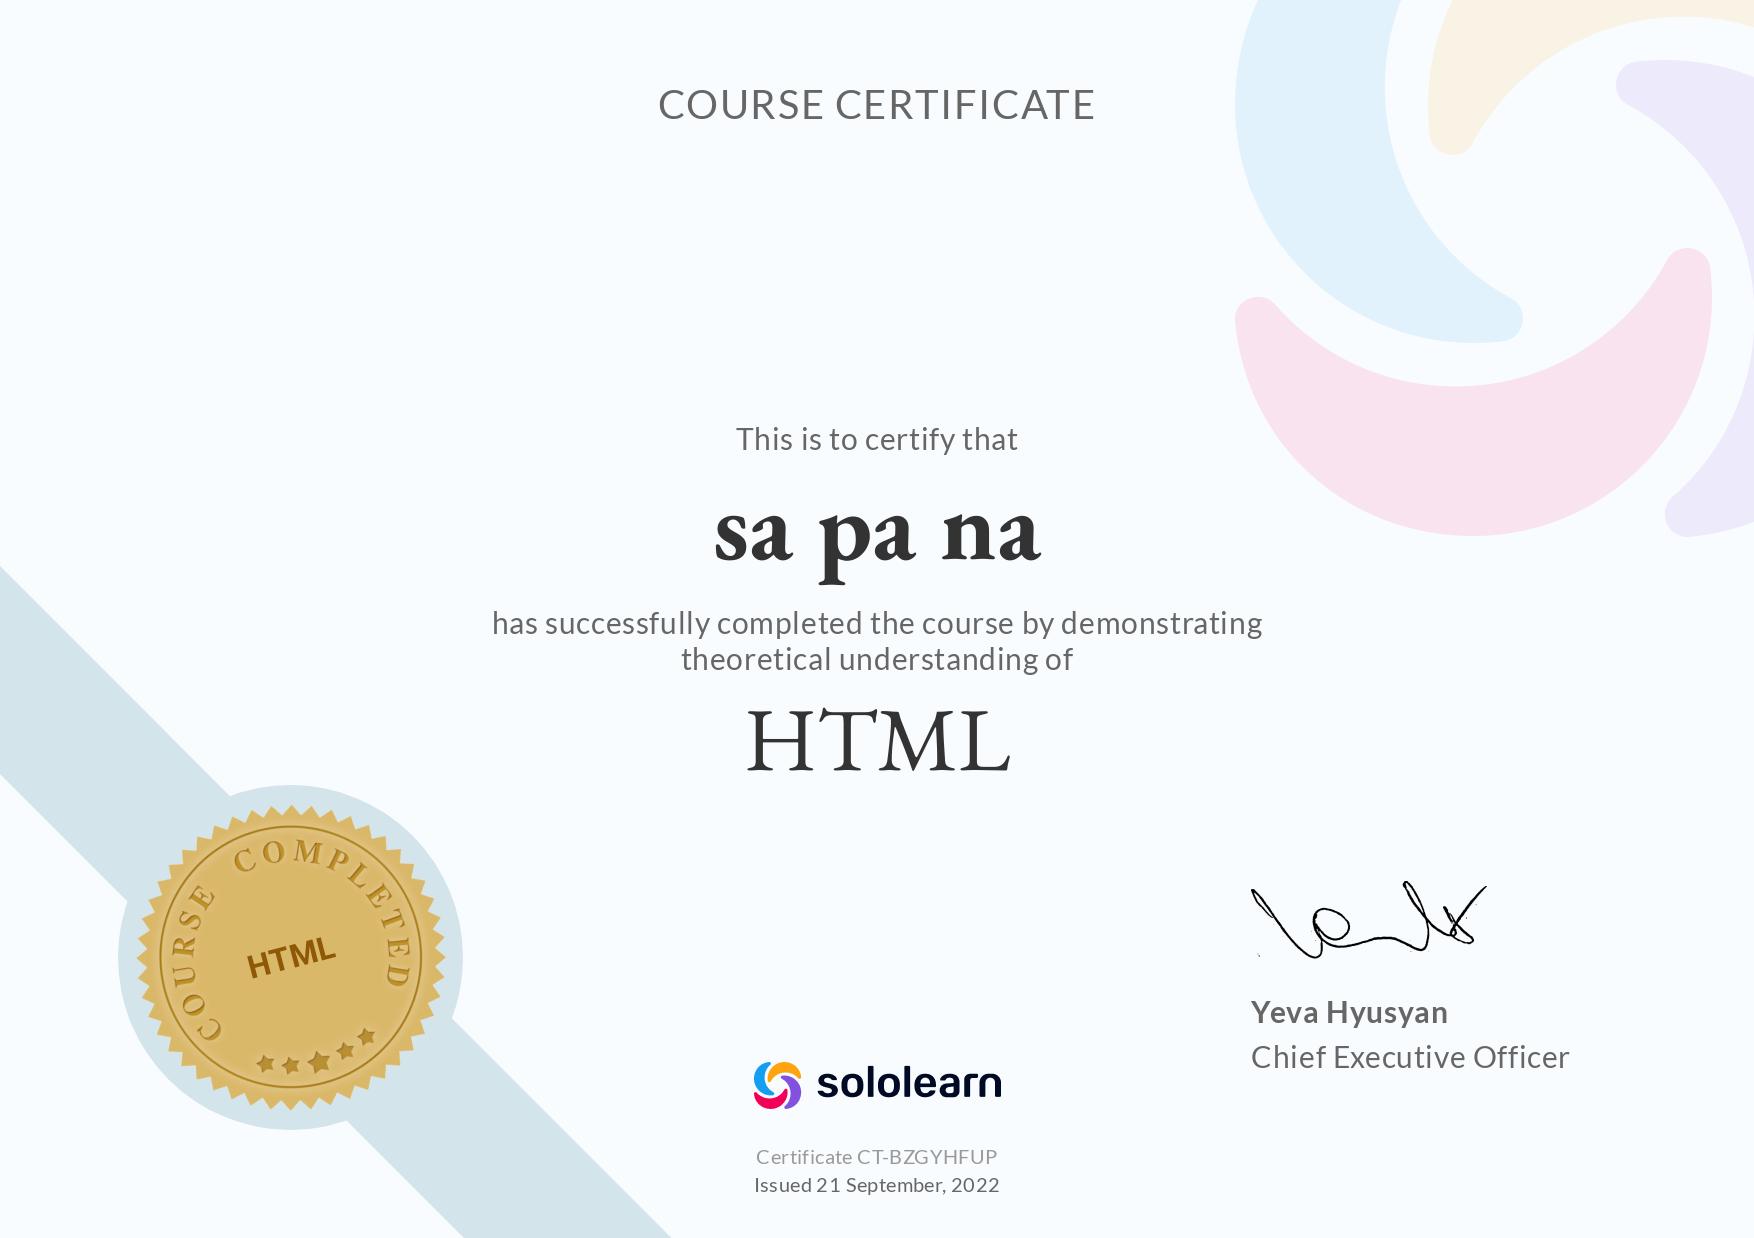 COURSE CERTIFICATE
This is to certify that
sa pa na
has successfully completed the course by demonstrating
theoretical understanding of
HTML
COURSE COMPLETED
HTML
Yeva Hyusyan
Chief Executive Officer
sololearn
Certificate CT-BZGYHFUP
Issued 21 September, 2022